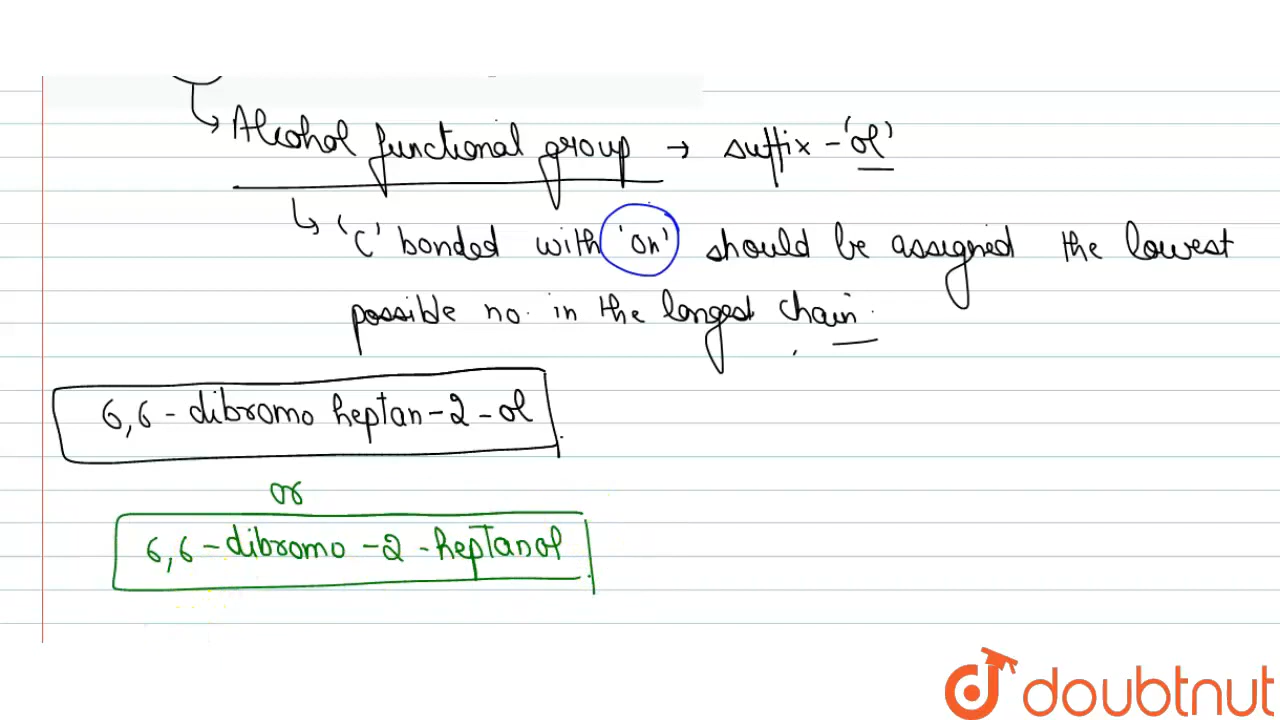 Alcohol functional group → suffix - 'ol'
'C' bonded with 'OH' should be assigned the lowest
possible no. in the longest chain.
6,6 - dibromo heptan - 2 - ol
or
6,6 - dibromo - 2 - heptanol
doubtnut